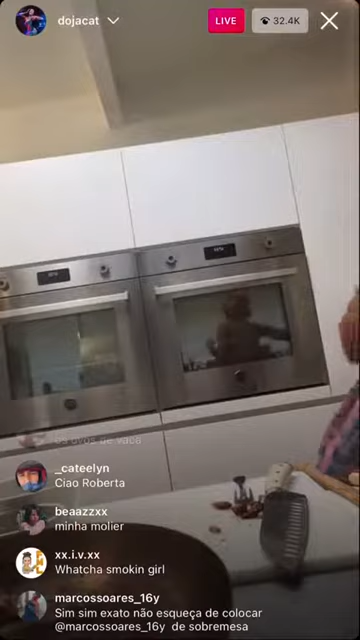 dojacat
LIVE
32.4K
_cateelyn
Ciao Roberta
beaazzxx
minha molier
xx.i.v.xx
Whatcha smokin girl
marcossoares_16y
Sim sim exato não esqueça de colocar
@marcossoares_16y de sobremesa